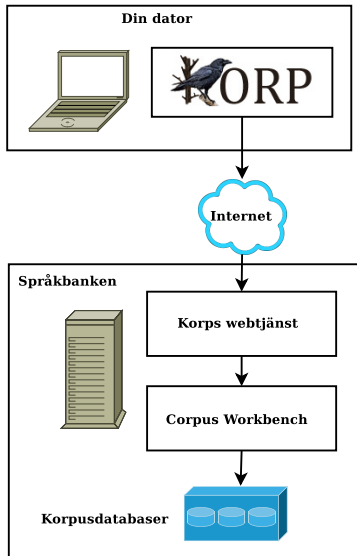 Din dator
KORP
Internet
Språkbanken
Korps webtjänst
Corpus Workbench
Korpusdatabaser